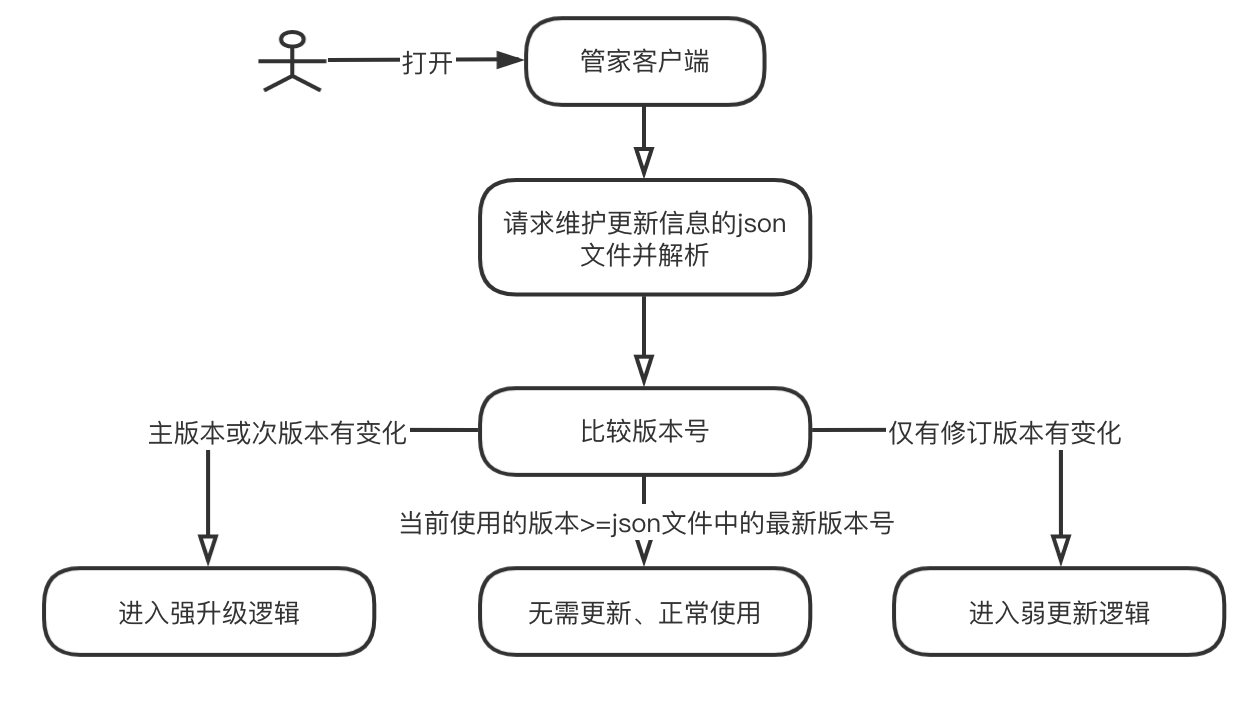 打开
管家客户端
请求维护更新信息的json
文件并解析
比较版本号
主版本或次版本有变化
仅有修订版本有变化
当前使用的版本>=json文件中的最新版本号
进入强升级逻辑
无需更新、正常使用
进入弱更新逻辑